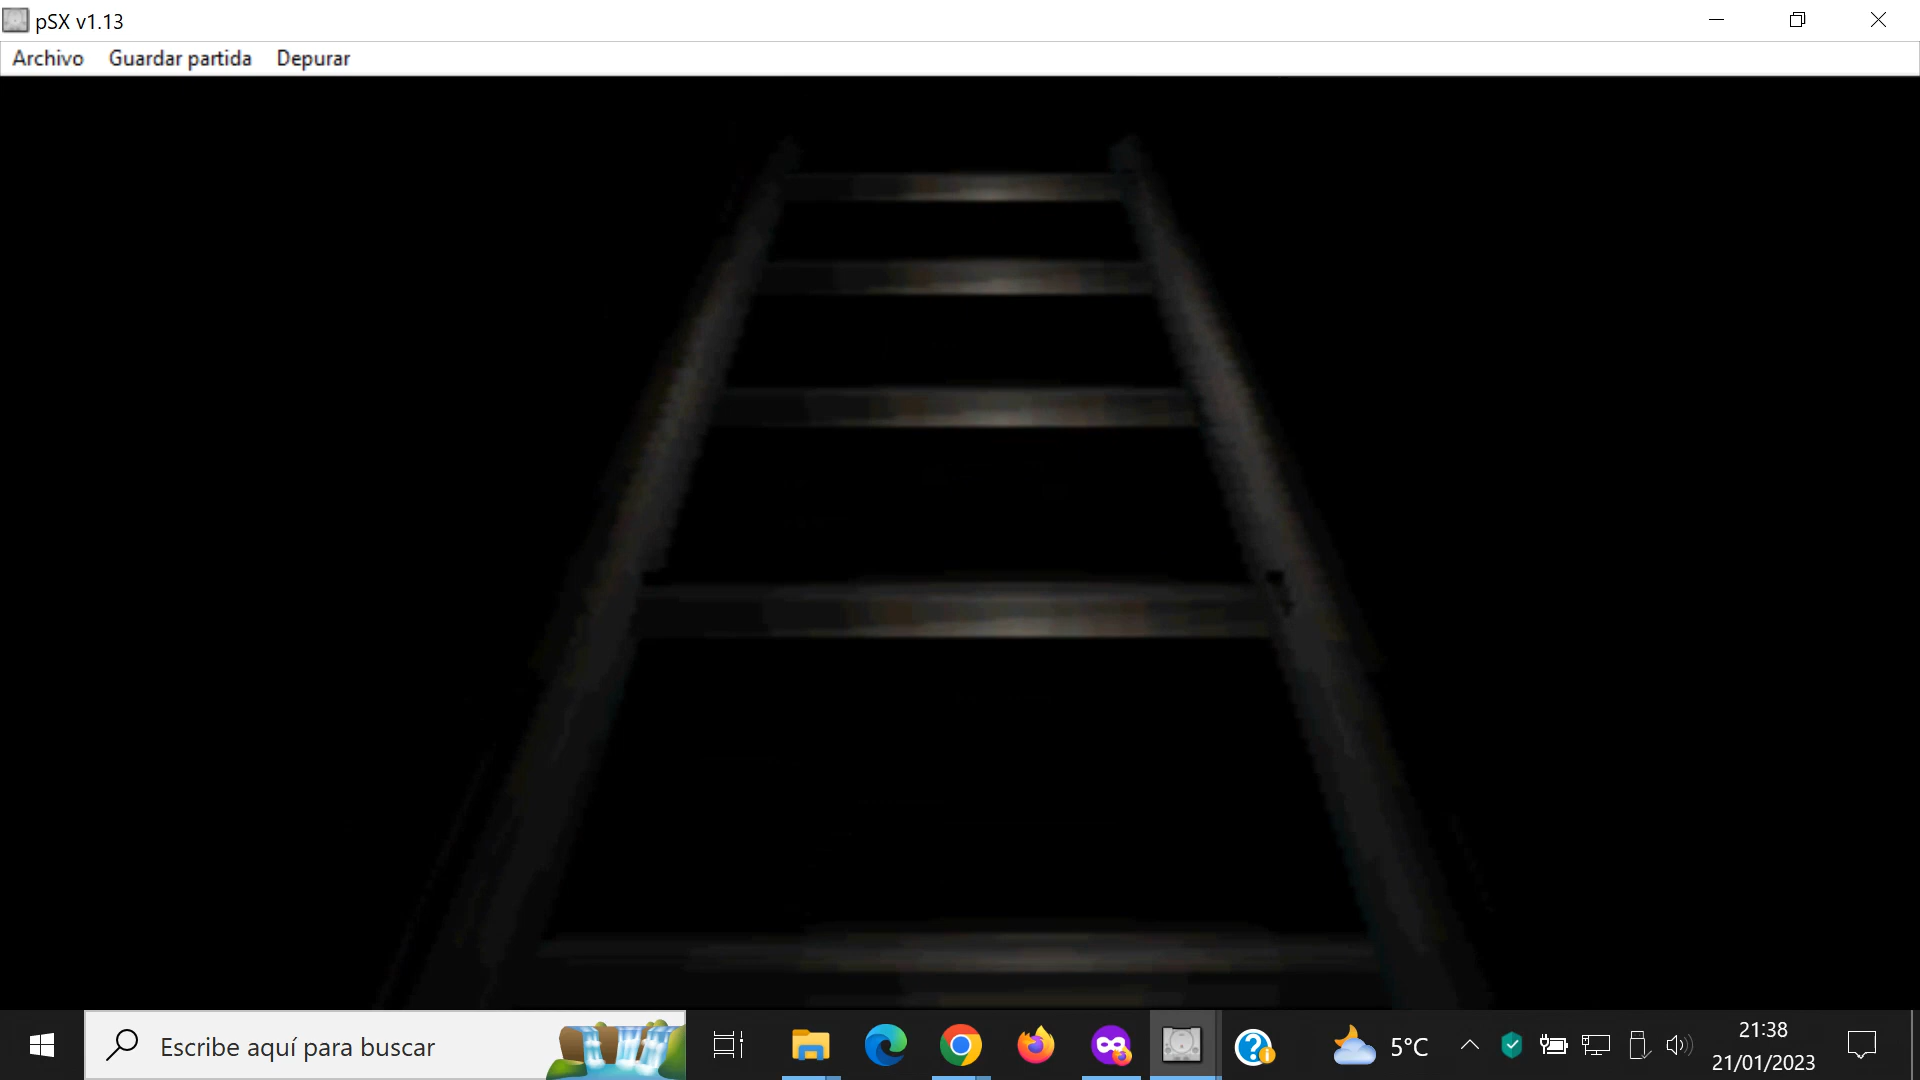 pSX v1.13
Archivo Guardar partida Depurar
Escribe aquí para buscar
5°C
21:38
21/01/2023